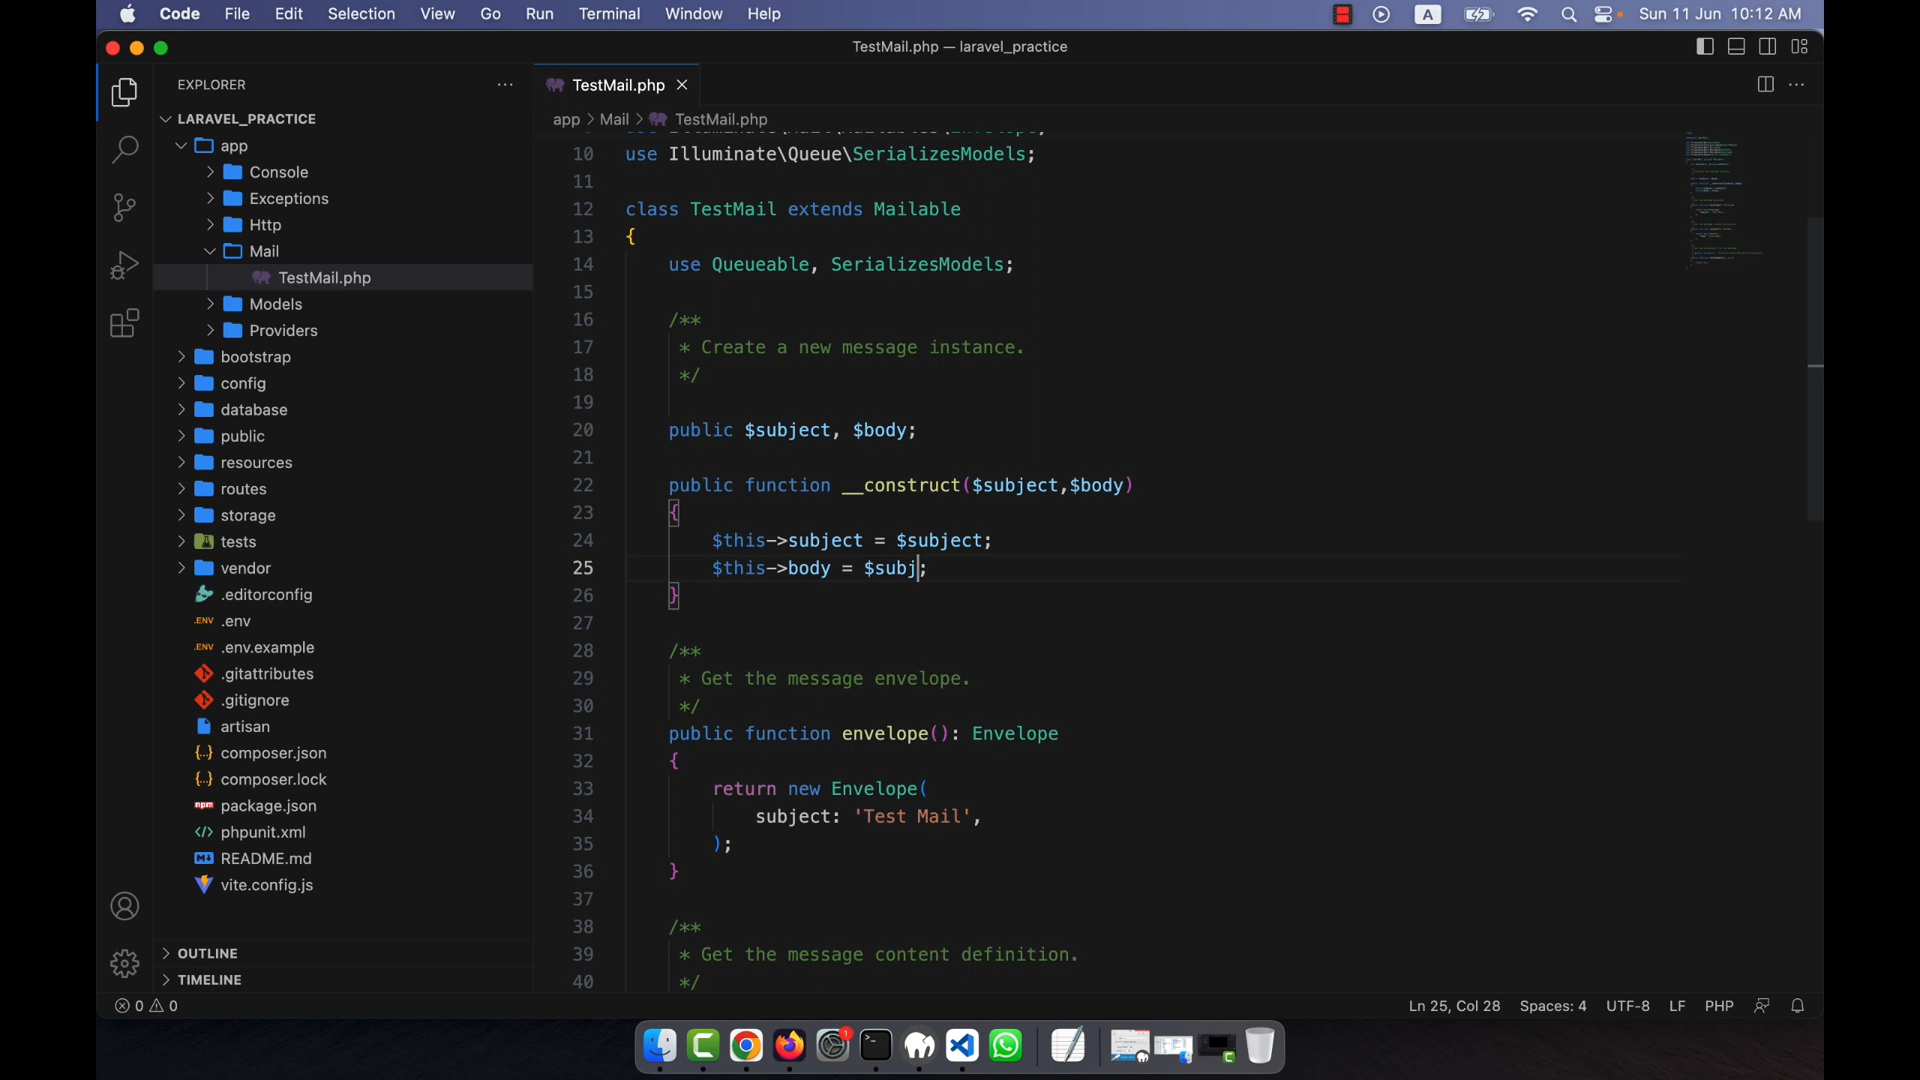 Code File Edit Selection View Go Run Terminal Window Help
A
Sun 11 Jun 10:12 AM
TestMail.php — laravel_practice
EXPLORER
TestMail.php
LARAVEL_PRACTICE
app > Mail > TestMail.php
app
Console
Exceptions
Http
Mail
TestMail.php
Models
Providers
bootstrap
config
database
public
resources
routes
storage
tests
vendor
.editorconfig
.ENV .env
.ENV .env.example
.gitattributes
.gitignore
artisan
{..} composer.json
{..} composer.lock
npm package.json
</> phpunit.xml
README.md
vite.config.js
OUTLINE
TIMELINE
10 use Illuminate\Queue\SerializesModels;
11
12 class TestMail extends Mailable
13 {
14 use Queueable, SerializesModels;
15
16 /**
17 * Create a new message instance.
18 */
19
20 public $subject, $body;
21
22 public function __construct($subject,$body)
23 {
24 $this->subject = $subject;
25 $this->body = $subj;
26 }
27
28 /**
29 * Get the message envelope.
30 */
31 public function envelope(): Envelope
32 {
33 return new Envelope(
34 subject: 'Test Mail',
35 );
36 }
37
38 /**
39 * Get the message content definition.
40 */
0 0
Ln 25, Col 28 Spaces: 4 UTF-8 LF PHP
1